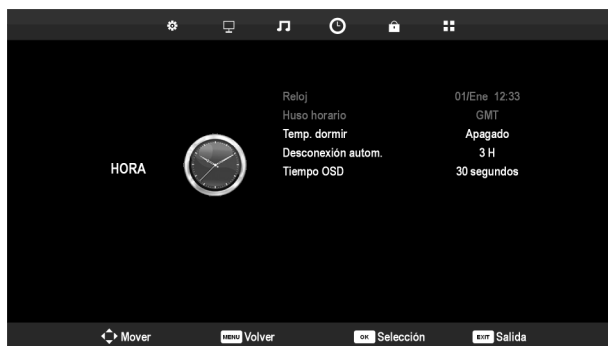 Reloj 01/Ene 12:33
Huso horario GMT
Temp. dormir Apagado
Desconexión autom. 3 H
Tiempo OSD 30 segundos
HORA
Mover MENU Volver OK Selección EXIT Salida